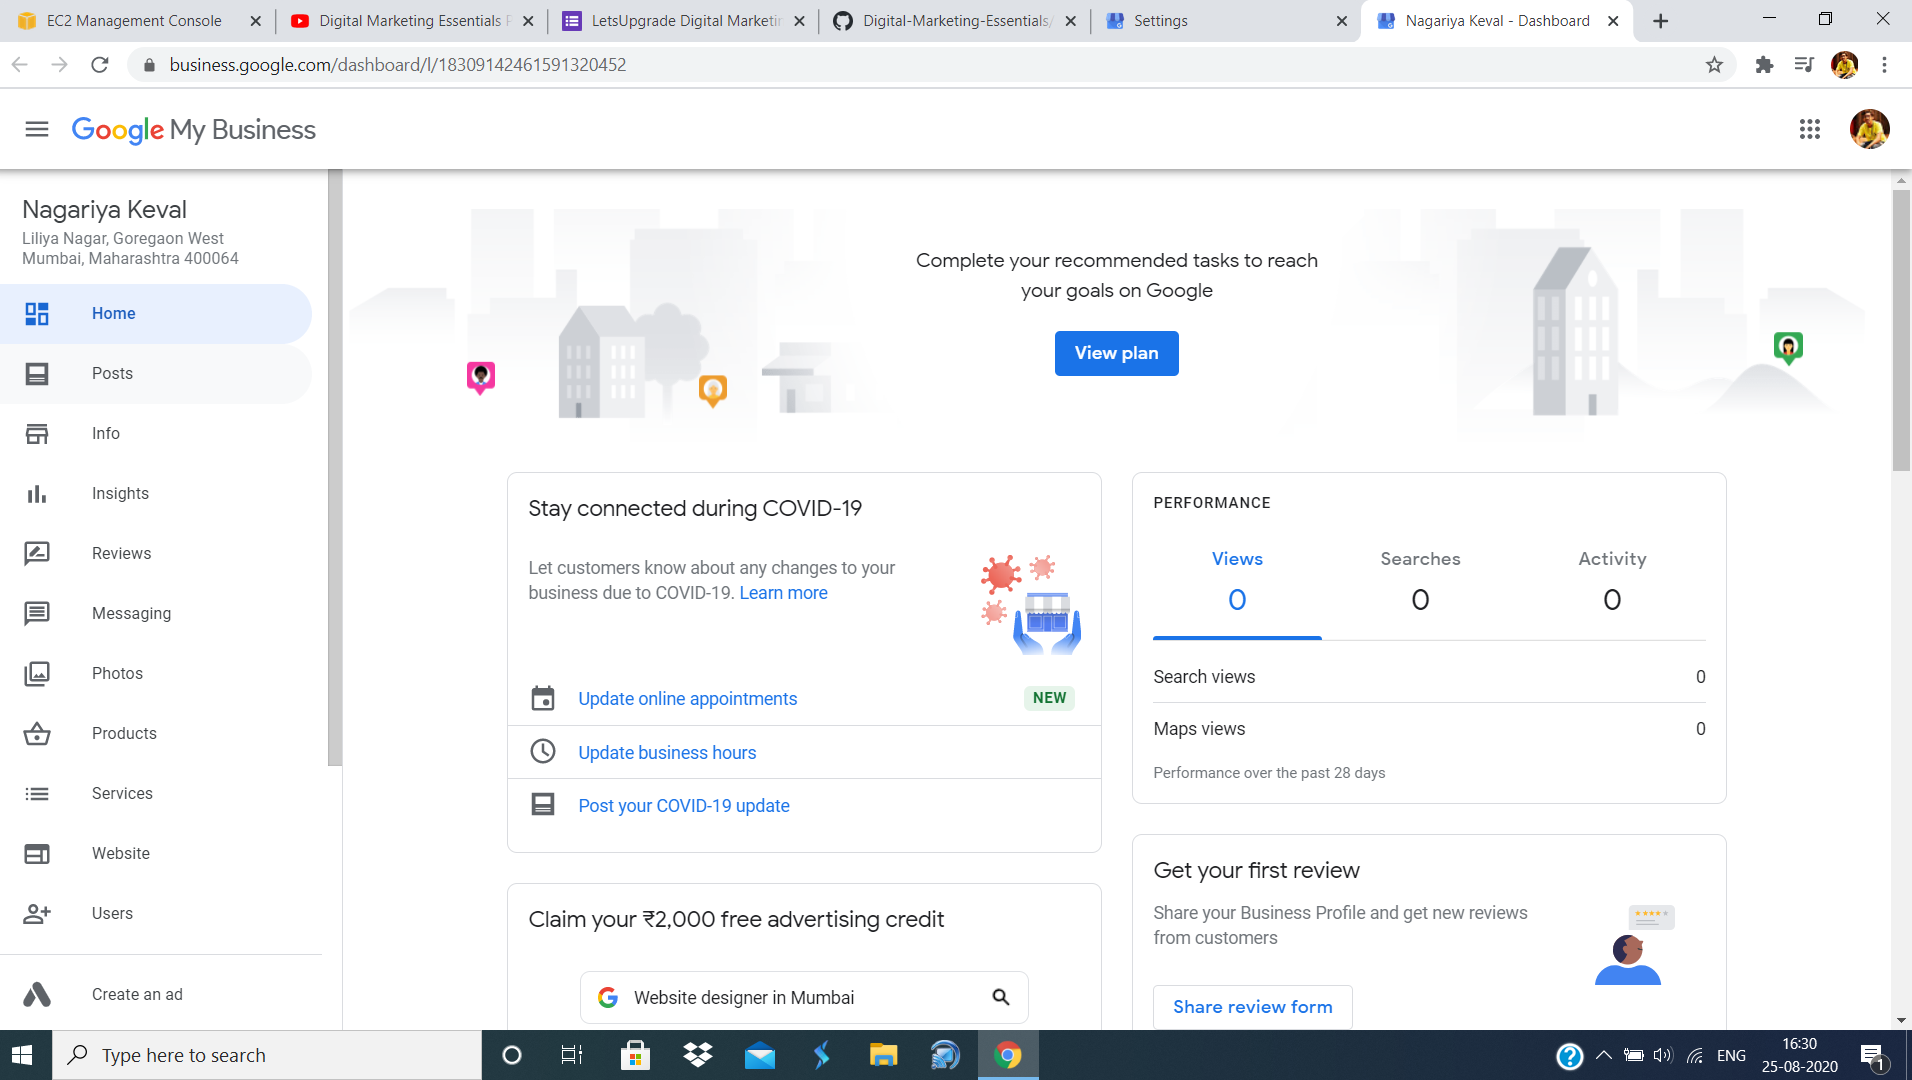 EC2 Management Console
Digital Marketing Essentials
LetsUpgrade Digital Marketi
Digital-Marketing-Essentials/
Settings
Nagariya Keval - Dashboard
business.google.com/dashboard/l/18309142461591320452
Google My Business
Nagariya Keval
Liliya Nagar, Goregaon West
Mumbai, Maharashtra 400064
Home
Posts
Info
Insights
Reviews
Messaging
Photos
Products
Services
Website
Users
Create an ad
Complete your recommended tasks to reach
your goals on Google
View plan
Stay connected during COVID-19
Let customers know about any changes to your
business due to COVID-19. Learn more
Update online appointments
NEW
Update business hours
Post your COVID-19 update
Claim your ₹2,000 free advertising credit
Website designer in Mumbai
PERFORMANCE
Views Searches Activity
0 0 0
Search views 0
Maps views 0
Performance over the past 28 days
Get your first review
Share your Business Profile and get new reviews
from customers
Share review form
Type here to search
ENG
16:30
25-08-2020
1